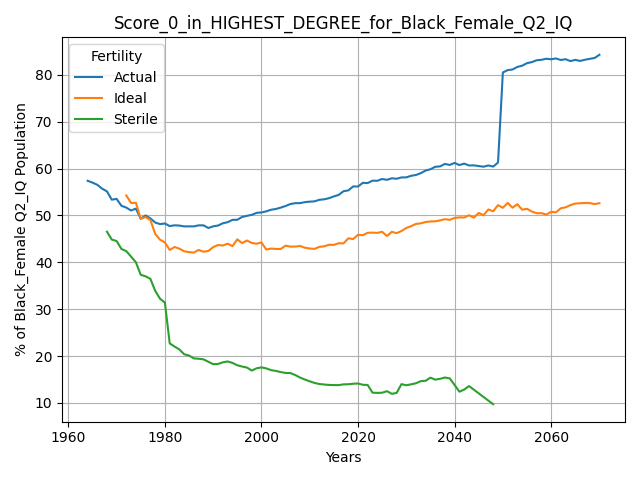 Score_0_in_HIGHEST_DEGREE_for_Black_Female_Q2_IQ
Fertility
Actual
Ideal
Sterile
% of Black_Female Q2_IQ Population
80
70
60
50
40
30
20
10
1960 1980 2000 2020 2040 2060
Years